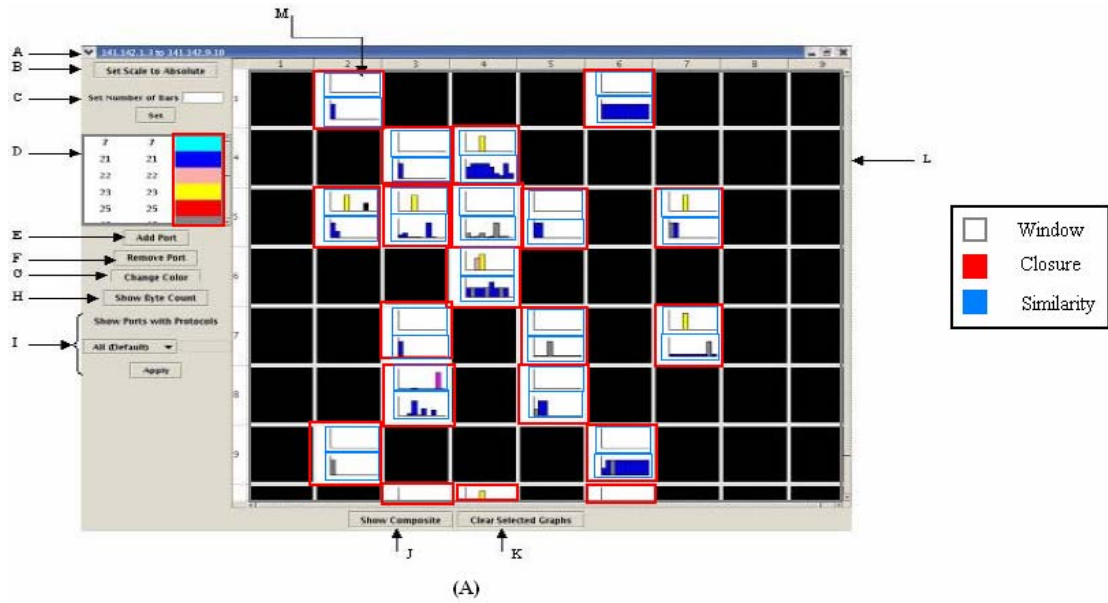 M
A
141.142.1.3 to 141.142.9.10
B
Set Scale to Absolute
1 2 3 4 5 6 7 8 9
C
Set Number of Bars
Set
3
D
7 7
21 21
22 22
23 23
25 25
4
L
5
E
Add Port
F
Remove Port
G
Change Color
H
Show Byte Count
6
I
Show Ports with Protocols
All (Default)
Apply
7
8
9
Window
Closure
Similarity
Show Composite
Clear Selected Graphs
J
K
(A)